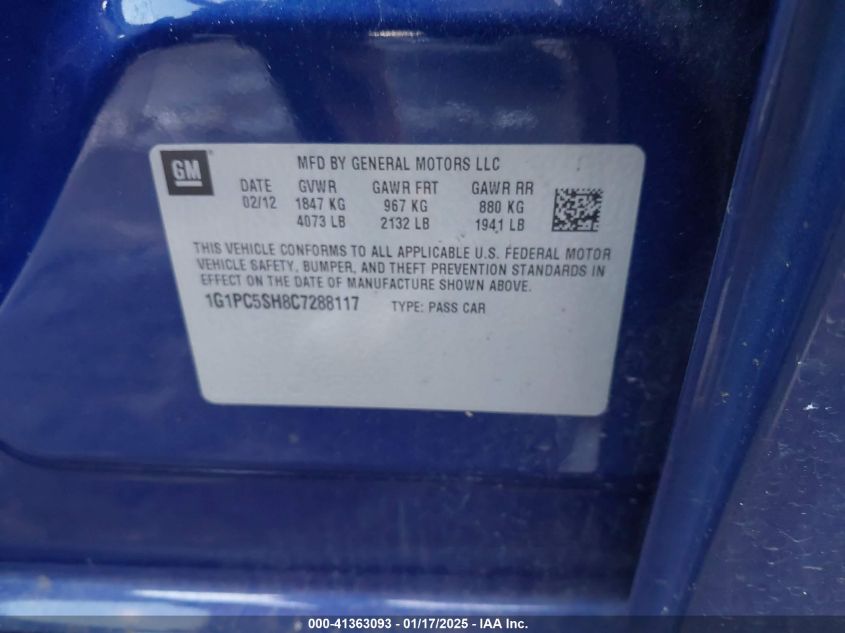 GM
MFD BY GENERAL MOTORS LLC
DATE GVWR GAWR FRT GAWR RR
02/12 1847 KG 967 KG 880 KG
4073 LB 2132 LB 1941 LB
THIS VEHICLE CONFORMS TO ALL APPLICABLE U.S. FEDERAL MOTOR
VEHICLE SAFETY, BUMPER, AND THEFT PREVENTION STANDARDS IN
EFFECT ON THE DATE OF MANUFACTURE SHOWN ABOVE.
1G1PC5SH8C7288117 TYPE: PASS CAR
000-41363093 - 01/17/2025 - IAA Inc.